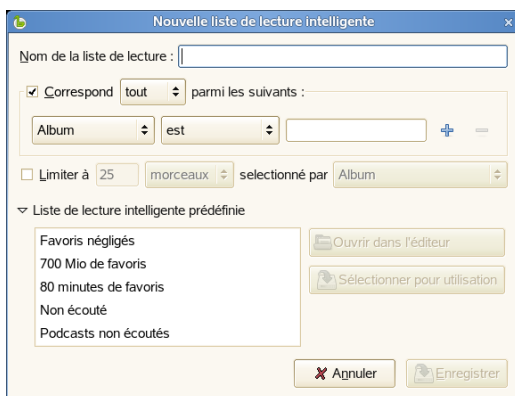 Nouvelle liste de lecture intelligente
Nom de la liste de lecture :
Correspond tout parmi les suivants :
Album est
Limiter à 25 morceaux selectionné par Album
Liste de lecture intelligente prédéfinie
Favoris négligés
700 Mio de favoris
80 minutes de favoris
Non écouté
Podcasts non écoutés
Ouvrir dans l'éditeur
Sélectionner pour utilisation
Annuler
Enregistrer